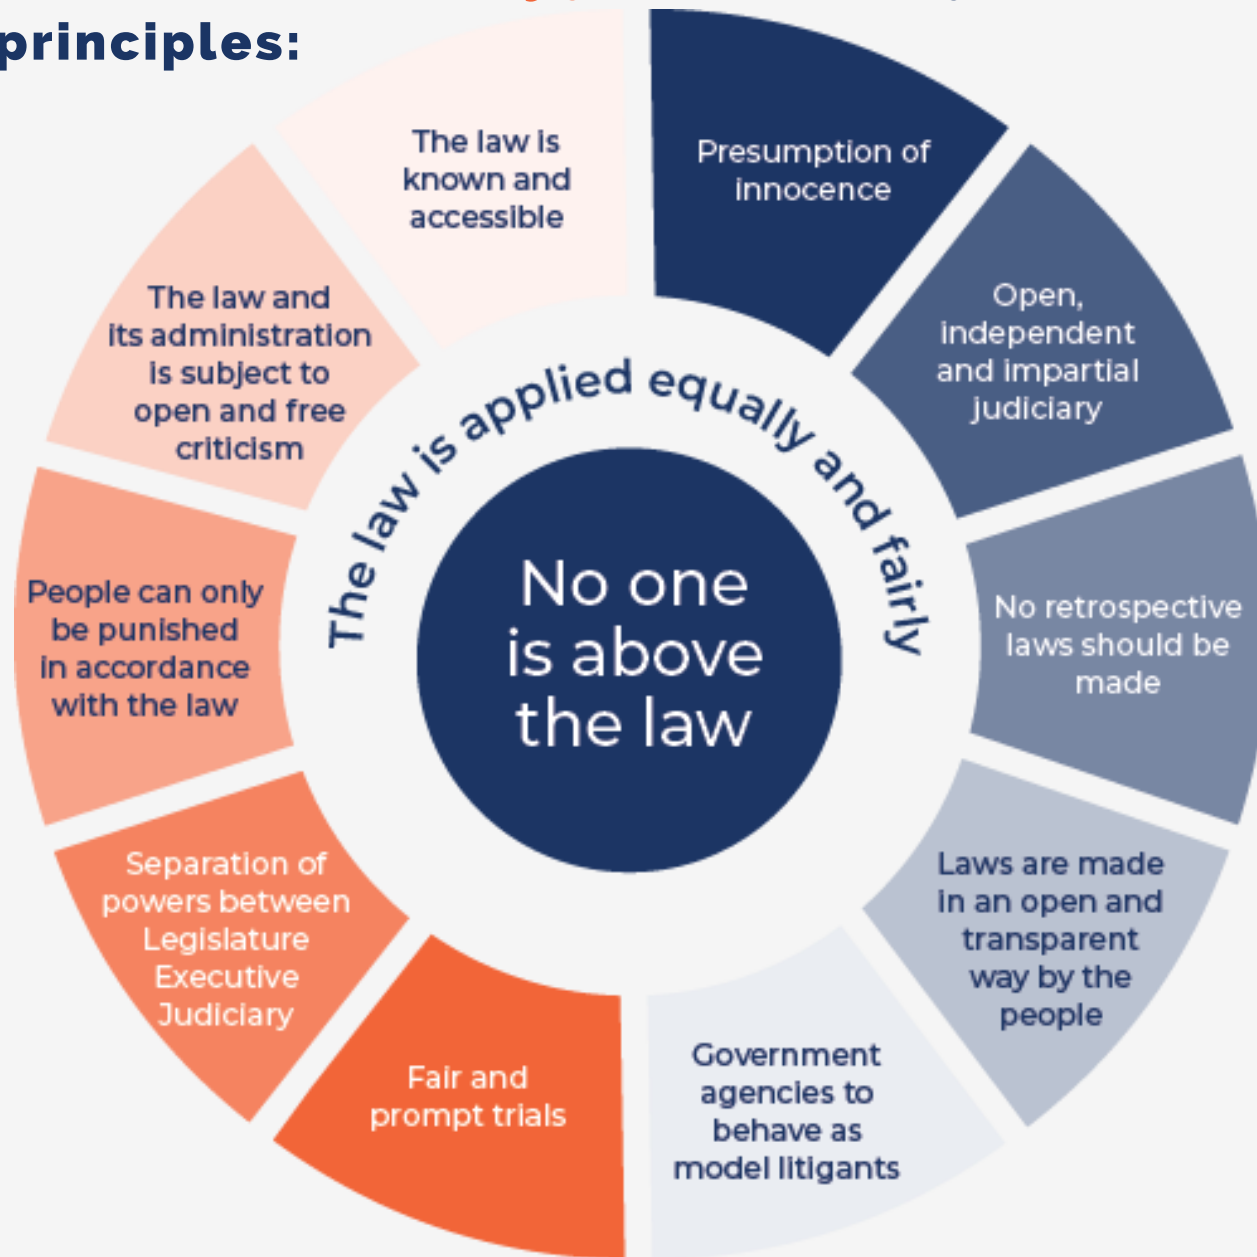 principles:
The law is
known and
accessible
Presumption of
innocence
Open,
independent
and impartial
judiciary
No retrospective
laws should be
made
Laws are made
in an open and
transparent
way by the
people
Government
agencies to
behave as
model litigants
Fair and
prompt trials
Separation of
powers between
Legislature
Executive
Judiciary
People can only
be punished
in accordance
with the law
The law and
its administration
is subject to
open and free
criticism
The law is applied equally and fairly
No one
is above
the law